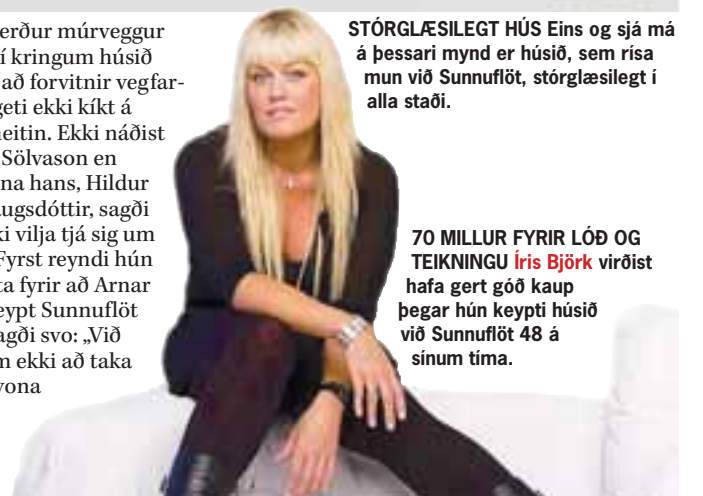 erður múrveggur
í kringum húsið
að forvitnir vegfar-
geti ekki kíkt á
eitin. Ekki náðist
Sölvason en
na hans, Hildur
augsdóttir, sagði
ki vilja tjá sig um
Fyrst reyndi hún
ta fyrir að Arnar
eypt Sunnuflöt
agði svo: „Við
m ekki að taka
vona
STÓRGLÆSILEGT HÚS Eins og sjá má
á þessari mynd er húsið, sem rísa
mun við Sunnuflöt, stórglæsilegt í
alla staði.
70 MILLUR FYRIR LÓÐ OG
TEIKNINGU Íris Björk virðist
hafa gert góð kaup
þegar hún keypti húsið
við Sunnuflöt 48 á
sínum tíma.